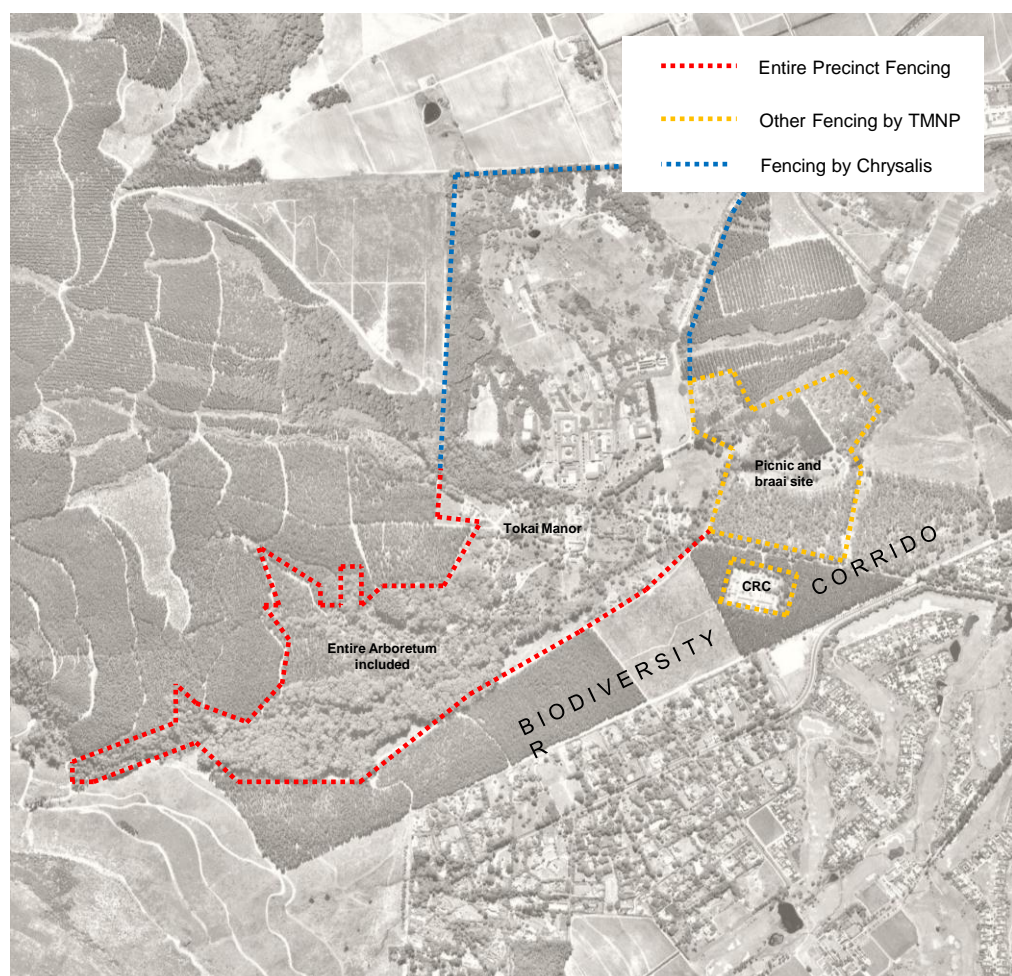 Entire Precinct Fencing
Other Fencing by TMNP
Fencing by Chrysalis
Picnic and
braai site
Tokai Manor
CRC
CORRIDO
BIODIVERSITY
R
Entire Arboretum
included